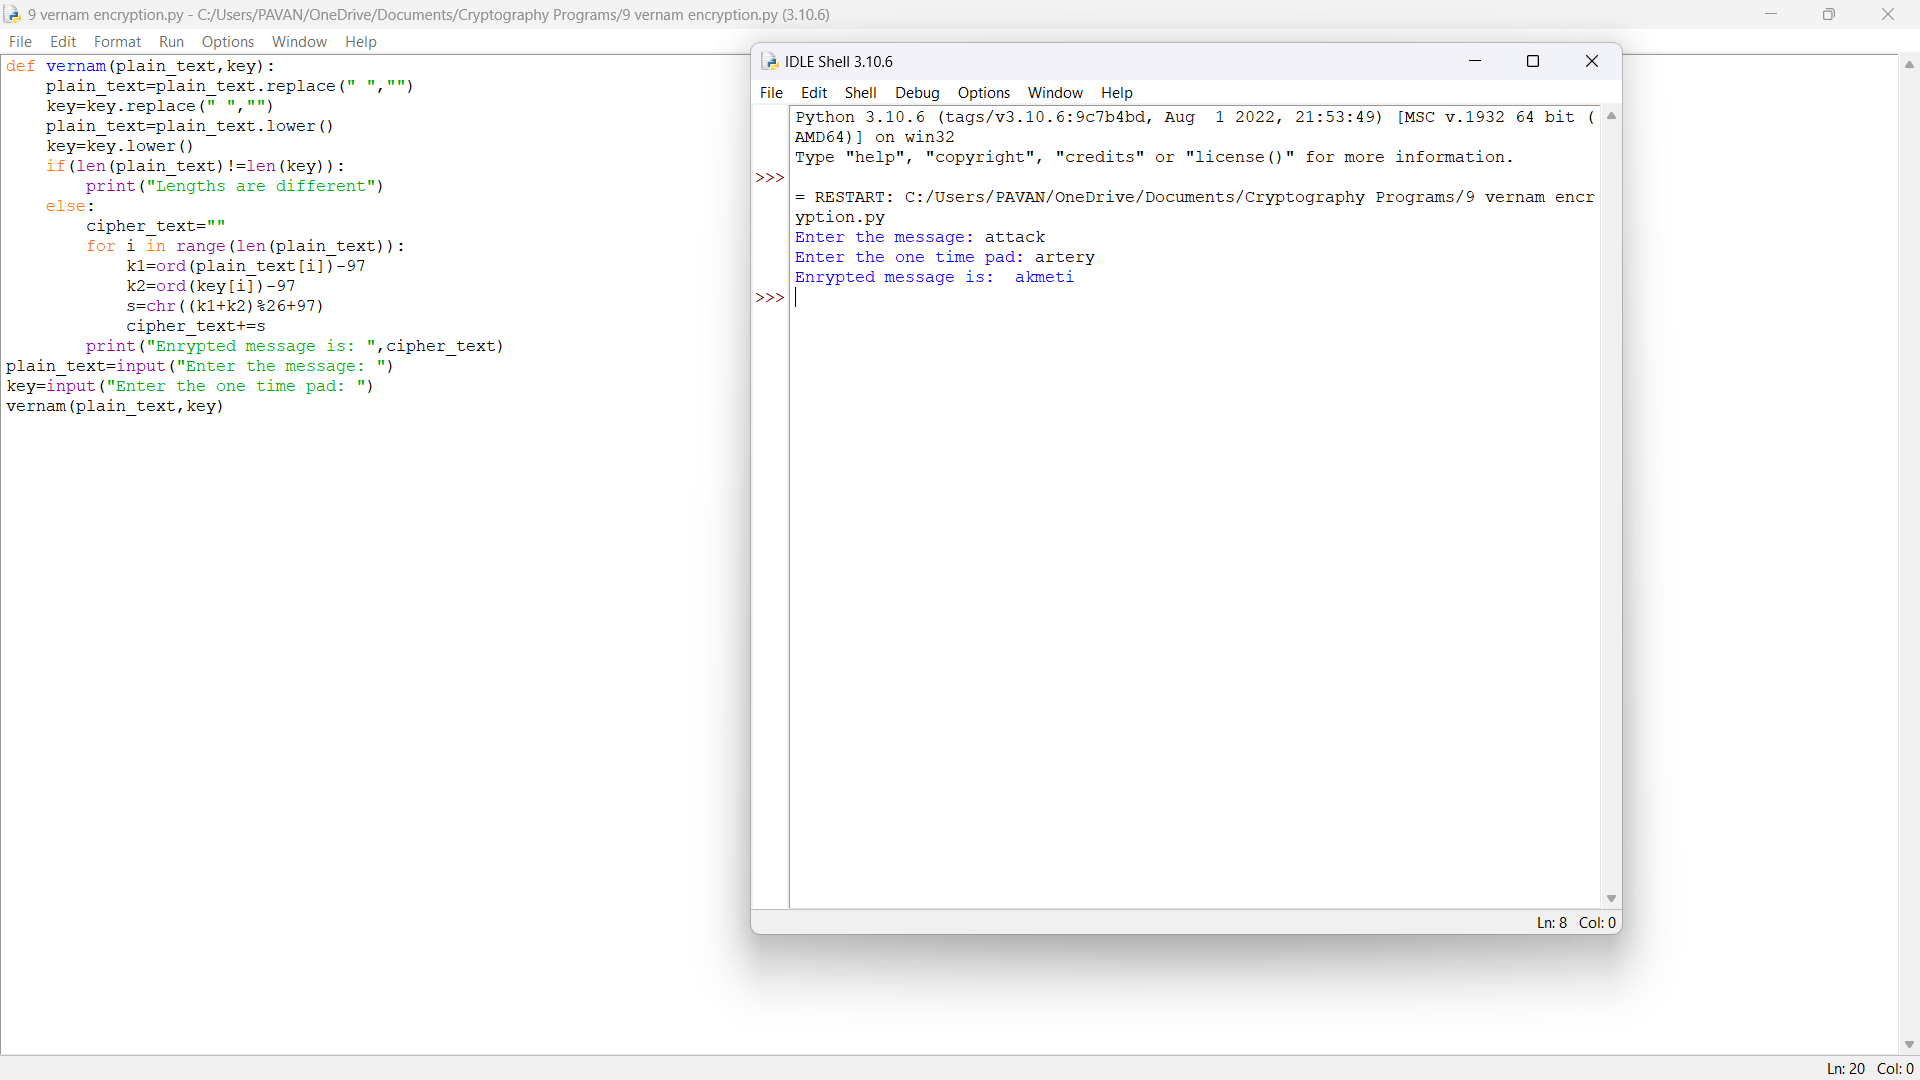 9 vernam encryption.py - C:/Users/PAVAN/OneDrive/Documents/Cryptography Programs/9 vernam encryption.py (3.10.6)
File Edit Format Run Options Window Help
def vernam(plain_text,key):
    plain_text=plain_text.replace(" ","")
    key=key.replace(" ","")
    plain_text=plain_text.lower()
    key=key.lower()
    if(len(plain_text)!=len(key)):
        print("Lengths are different")
    else:
        cipher_text=""
        for i in range(len(plain_text)):
            k1=ord(plain_text[i])-97
            k2=ord(key[i])-97
            s=chr((k1+k2)%26+97)
            cipher_text+=s
        print("Enrypted message is: ",cipher_text)
plain_text=input("Enter the message: ")
key=input("Enter the one time pad: ")
vernam(plain_text,key)
Ln: 20 Col: 0
IDLE Shell 3.10.6
File Edit Shell Debug Options Window Help
Python 3.10.6 (tags/v3.10.6:9c7b4bd, Aug  1 2022, 21:53:49) [MSC v.1932 64 bit (
AMD64)] on win32
Type "help", "copyright", "credits" or "license()" for more information.
>>>
= RESTART: C:/Users/PAVAN/OneDrive/Documents/Cryptography Programs/9 vernam encr
yption.py
Enter the message: attack
Enter the one time pad: artery
Enrypted message is:  akmeti
>>>
Ln: 8 Col: 0